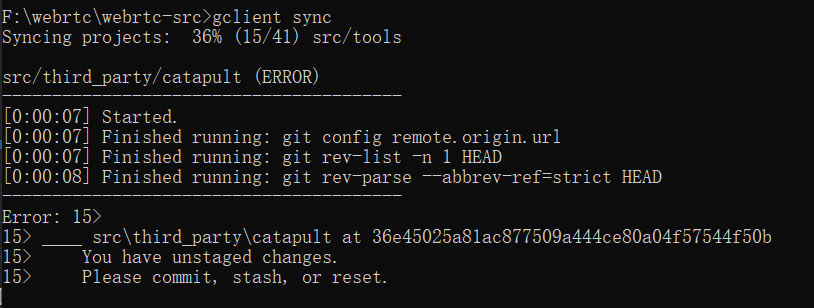 F:\webrtc\webrtc-src>gclient sync
Syncing projects:  36% (15/41) src/tools
src/third_party/catapult (ERROR)
----------------------------------------
[0:00:07] Started.
[0:00:07] Finished running: git config remote.origin.url
[0:00:07] Finished running: git rev-list -n 1 HEAD
[0:00:08] Finished running: git rev-parse --abbrev-ref=strict HEAD
----------------------------------------
Error: 15>
15> ____ src\third_party\catapult at 36e45025a81ac877509a444ce80a04f57544f50b
15>     You have unstaged changes.
15>     Please commit, stash, or reset.